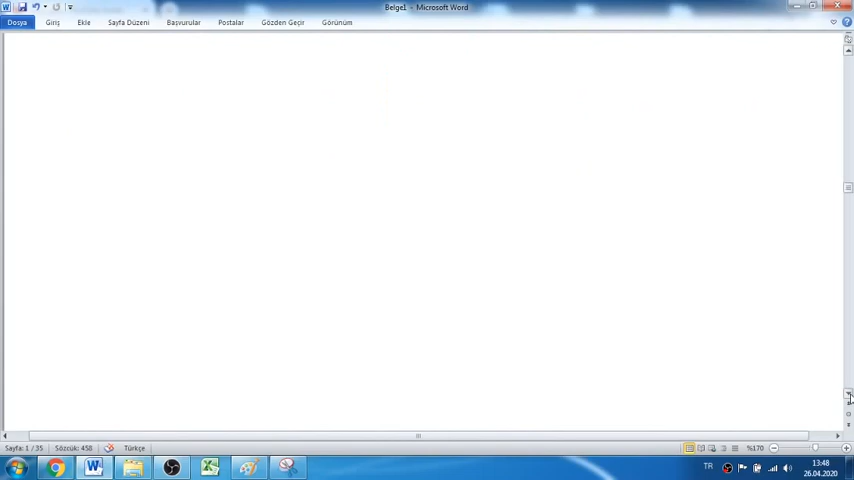 Belge1 - Microsoft Word
Dosya Giriş Ekle Sayfa Düzeni Başvurular Postalar Gözden Geçir Görünüm
Sayfa: 1 / 35 Sözcük: 458 Türkçe %170
TR 13:48
26.04.2020